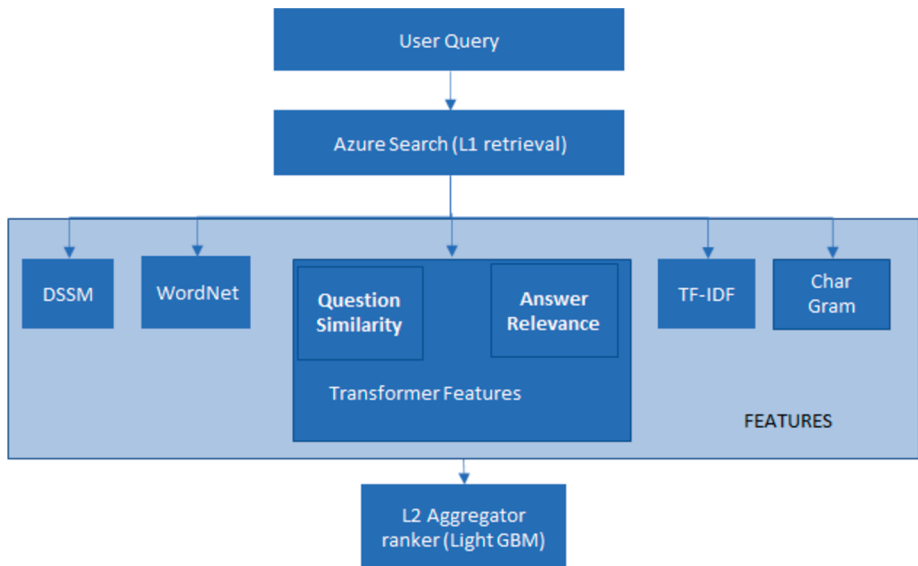 User Query
Azure Search (L1 retrieval)
DSSM
WordNet
Question
Similarity
Answer
Relevance
Transformer Features
TF-IDF
Char
Gram
FEATURES
L2 Aggregator
ranker (Light GBM)